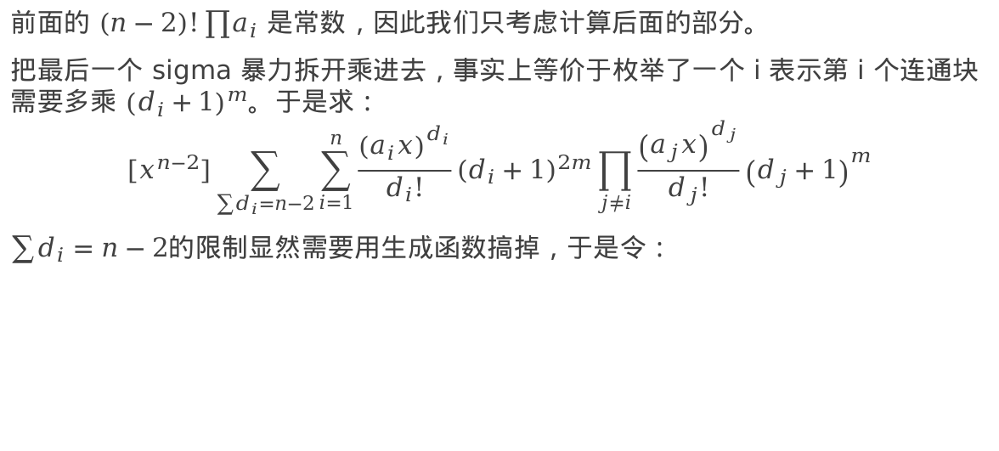 前面的 $(n-2)!\prod a_i$ 是常数，因此我们只考虑计算后面的部分。
把最后一个 sigma 暴力拆开乘进去，事实上等价于枚举了一个 i 表示第 i 个连通块
需要多乘 $(d_i+1)^m$。于是求：
$[x^{n-2}]\sum_{\sum d_i=n-2}\sum_{i=1}^{n}\frac{(a_i x)^{d_i}}{d_i!}(d_i+1)^{2m}\prod_{j\neq i}\frac{(a_j x)^{d_j}}{d_j!}(d_j+1)^m$
$\sum d_i=n-2$的限制显然需要用生成函数搞掉，于是令：